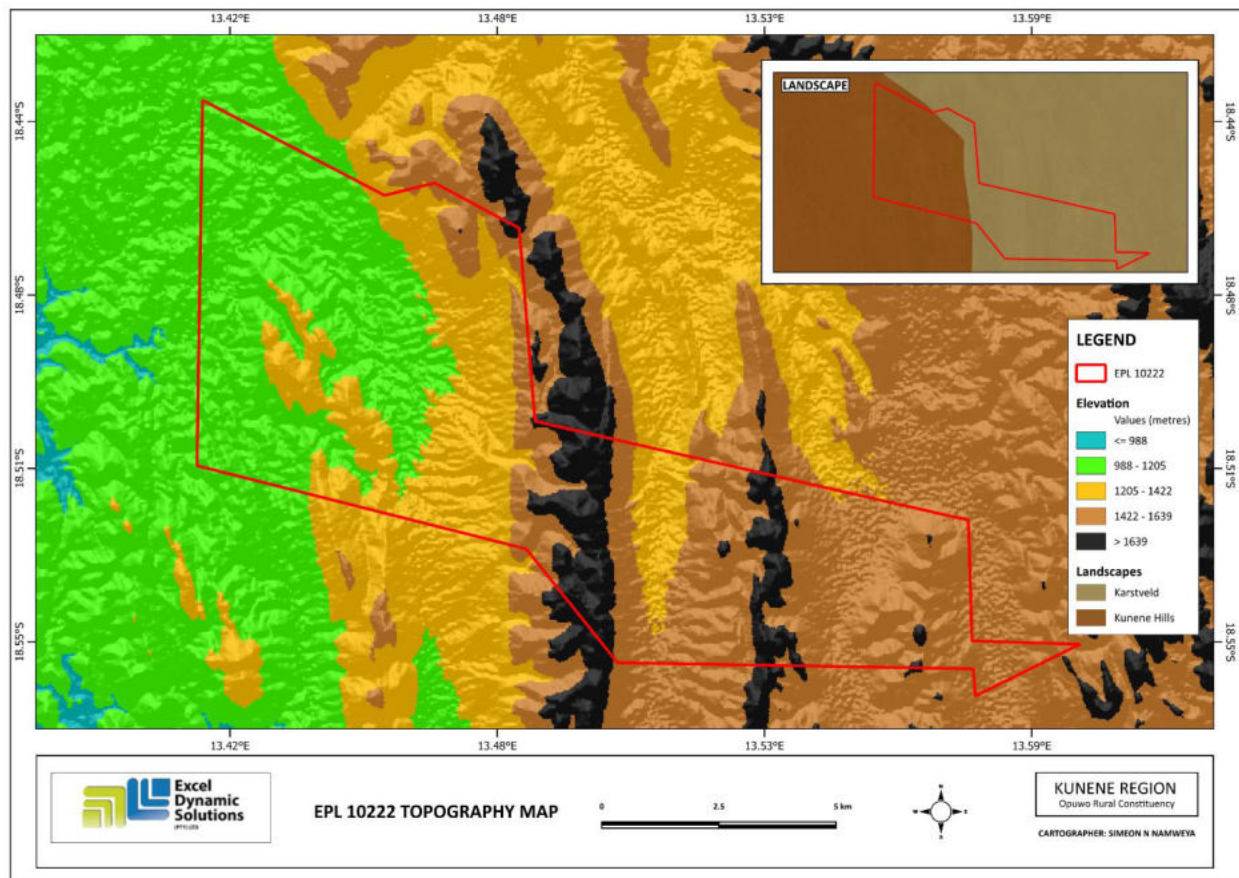 13.42°E
13.48°E
13.53°E
13.59°E
18.44°S
18.44°S
18.48°S
18.48°S
18.51°S
18.51°S
18.55°S
18.55°S
LANDSCAPE
LEGEND
EPL 10222
Elevation
Values (metres)
<= 988
988 - 1205
1205 - 1422
1422 - 1639
> 1639
Landscapes
Karstveld
Kunene Hills
13.42°E
13.48°E
13.53°E
13.59°E
Excel
Dynamic
Solutions
(PTY) LTD
EPL 10222 TOPOGRAPHY MAP
0
2.5
5 km
N
W
E
S
KUNENE REGION
Opuwo Rural Constituency
CARTOGRAPHER: SIMEON N NAMWEYA